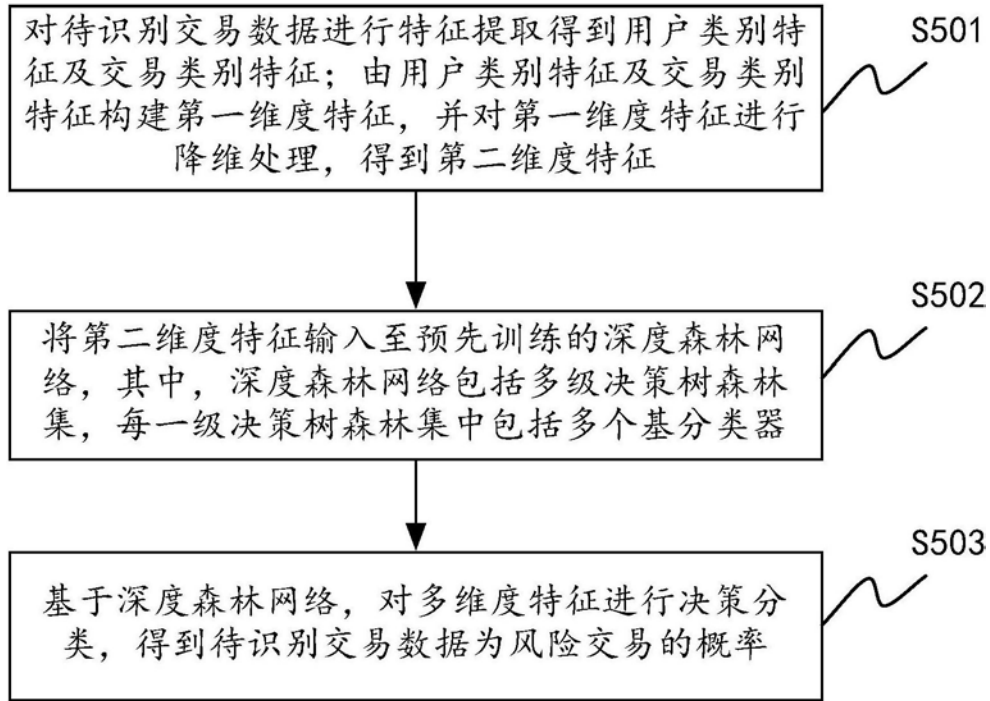 对待识别交易数据进行特征提取得到用户类别特
征及交易类别特征；由用户类别特征及交易类别
特征构建第一维度特征，并对第一维度特征进行
降维处理，得到第二维度特征
S501
将第二维度特征输入至预先训练的深度森林网
络，其中，深度森林网络包括多级决策树森林
集，每一级决策树森林集中包括多个基分类器
S502
基于深度森林网络，对多维度特征进行决策分
类，得到待识别交易数据为风险交易的概率
S503